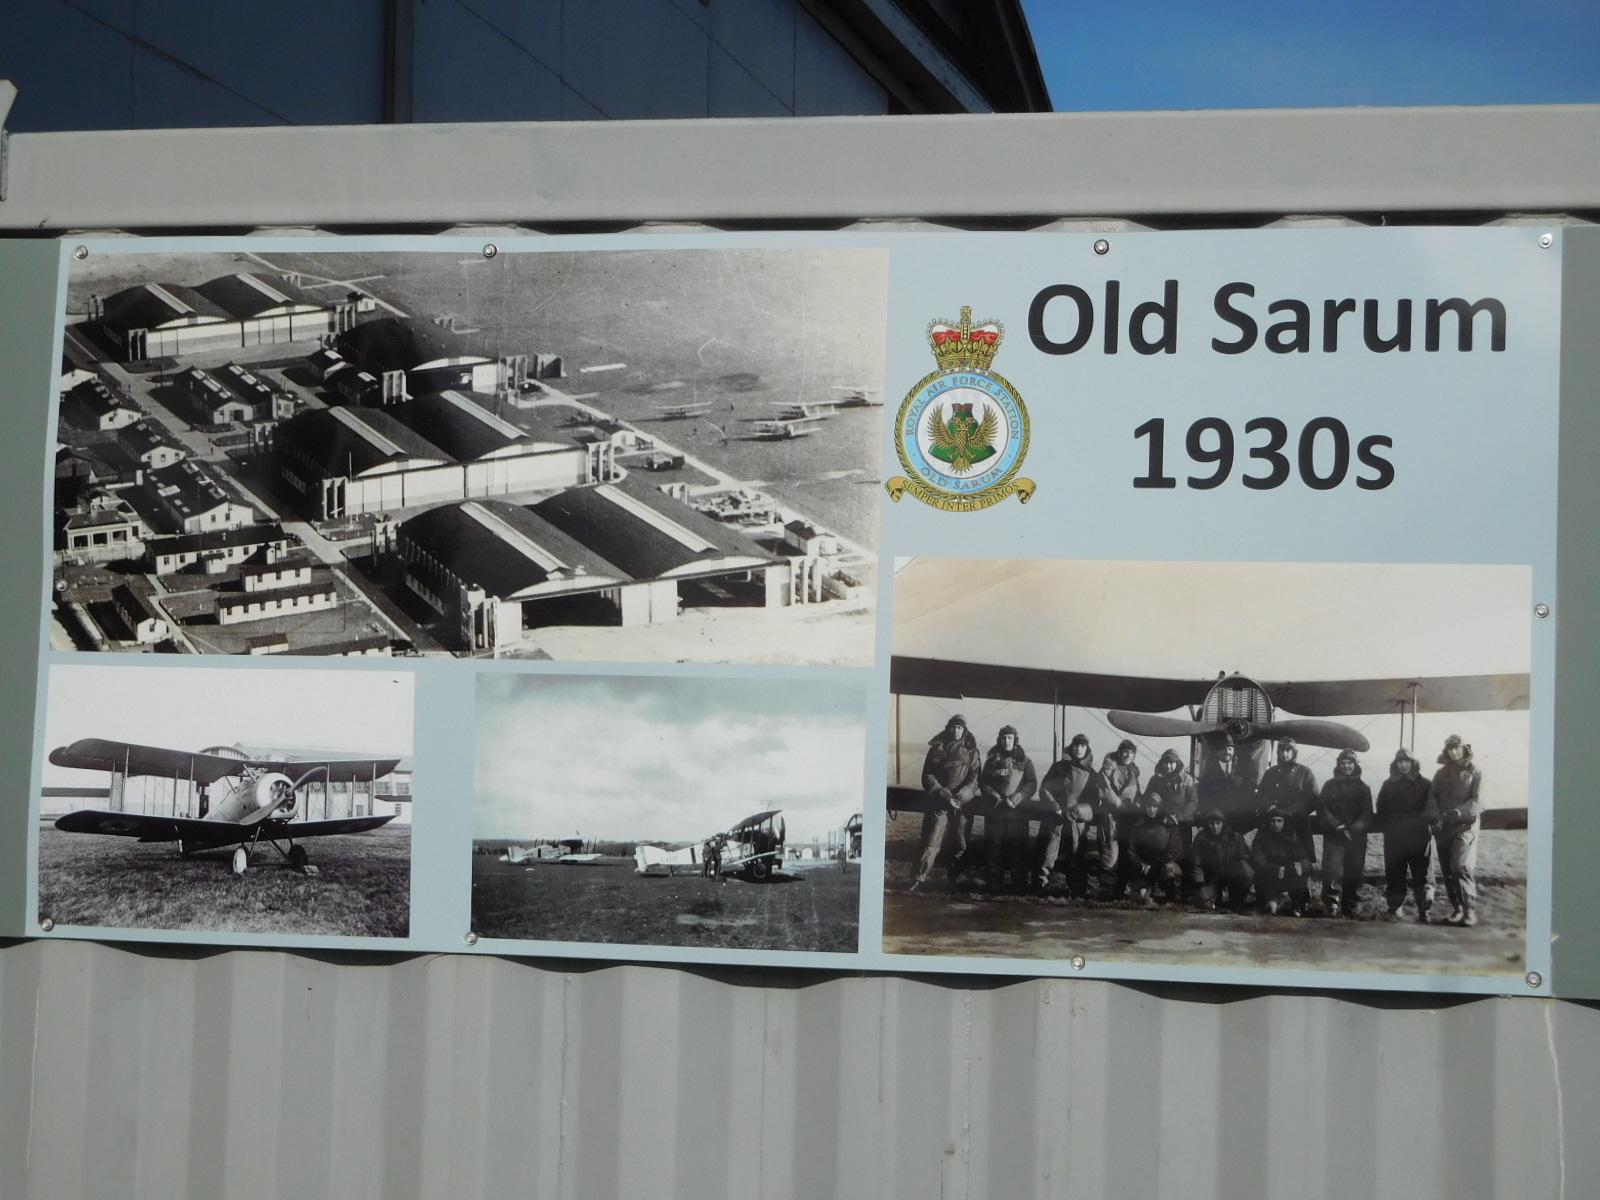 Old Sarum
1930s
ROYAL AIR FORCE STATION
OLD SARUM
SEMPER INTER PRIMOS